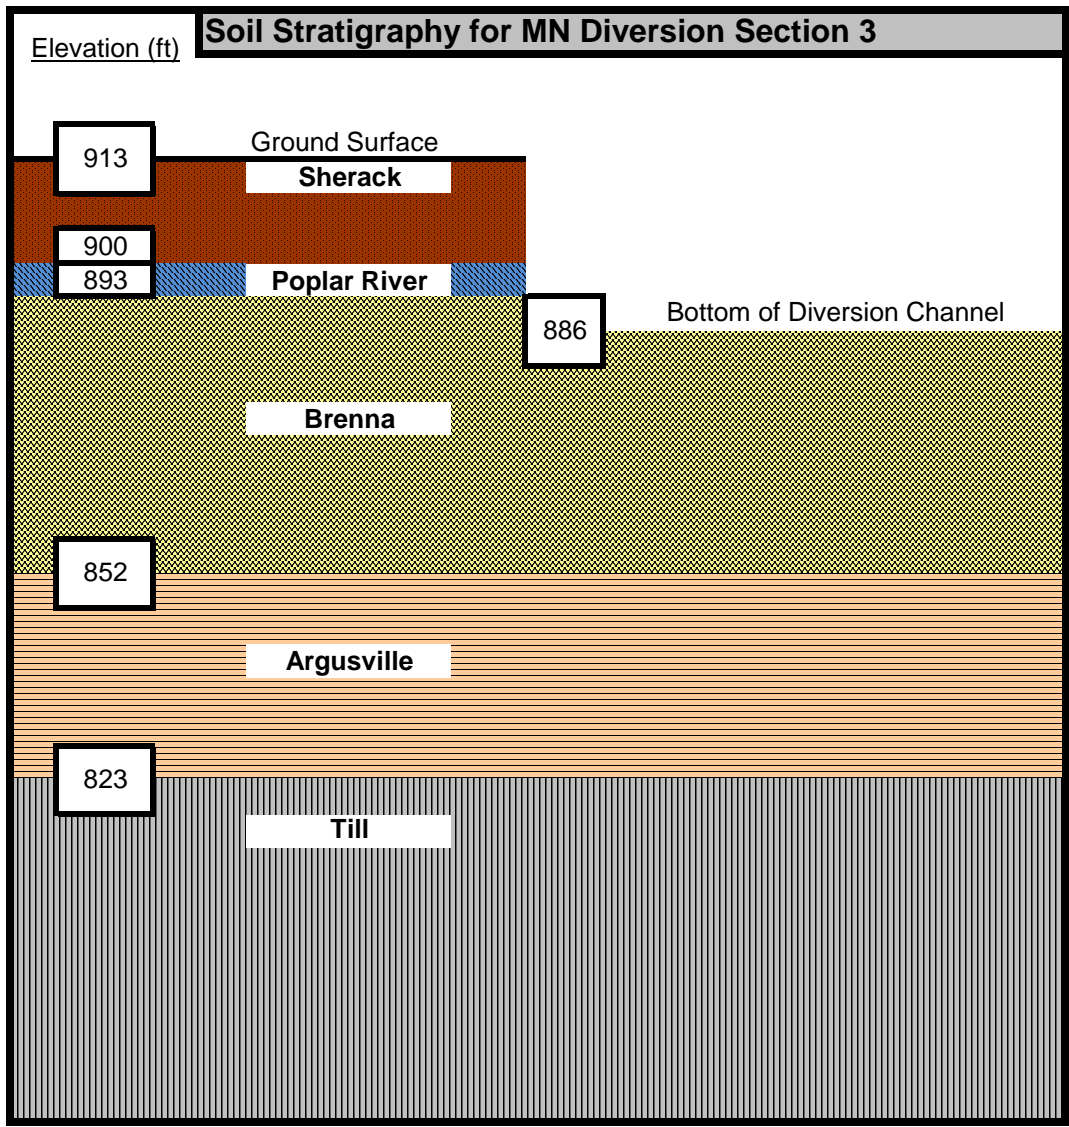 Soil Stratigraphy for MN Diversion Section 3
Elevation (ft)
Ground Surface
913
Sherack
900
893
Poplar River
Bottom of Diversion Channel
886
Brenna
852
Argusville
823
Till